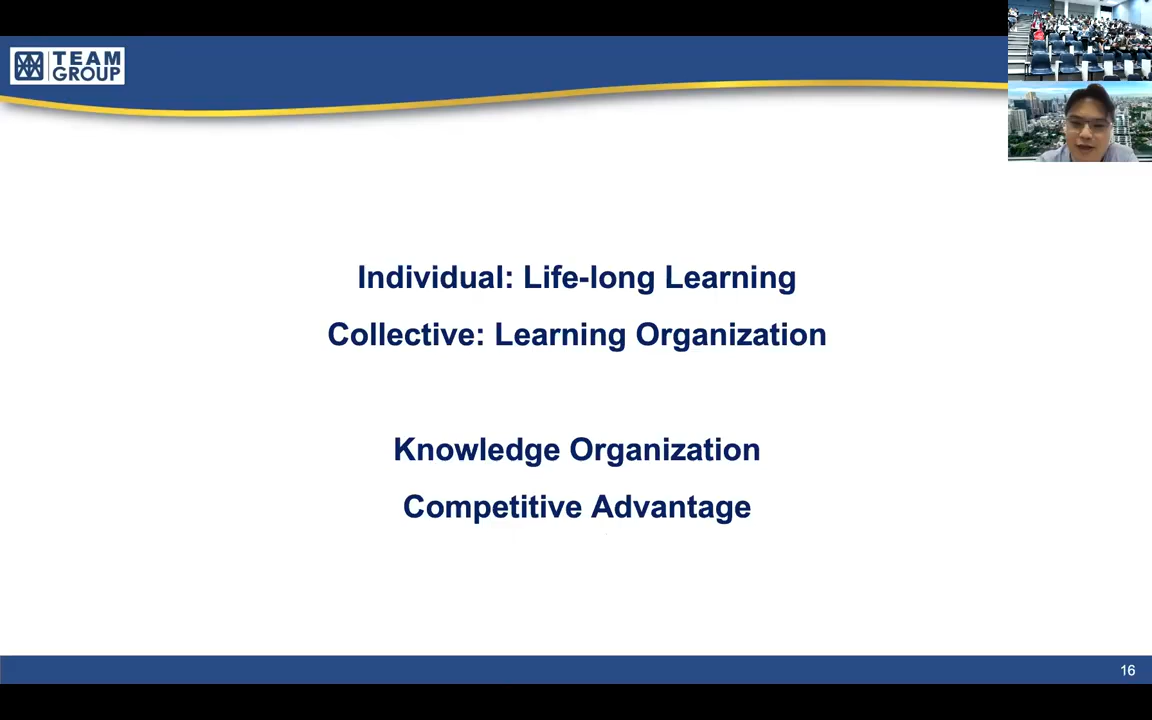 TEAM
GROUP
Individual: Life-long Learning
Collective: Learning Organization
Knowledge Organization
Competitive Advantage
16